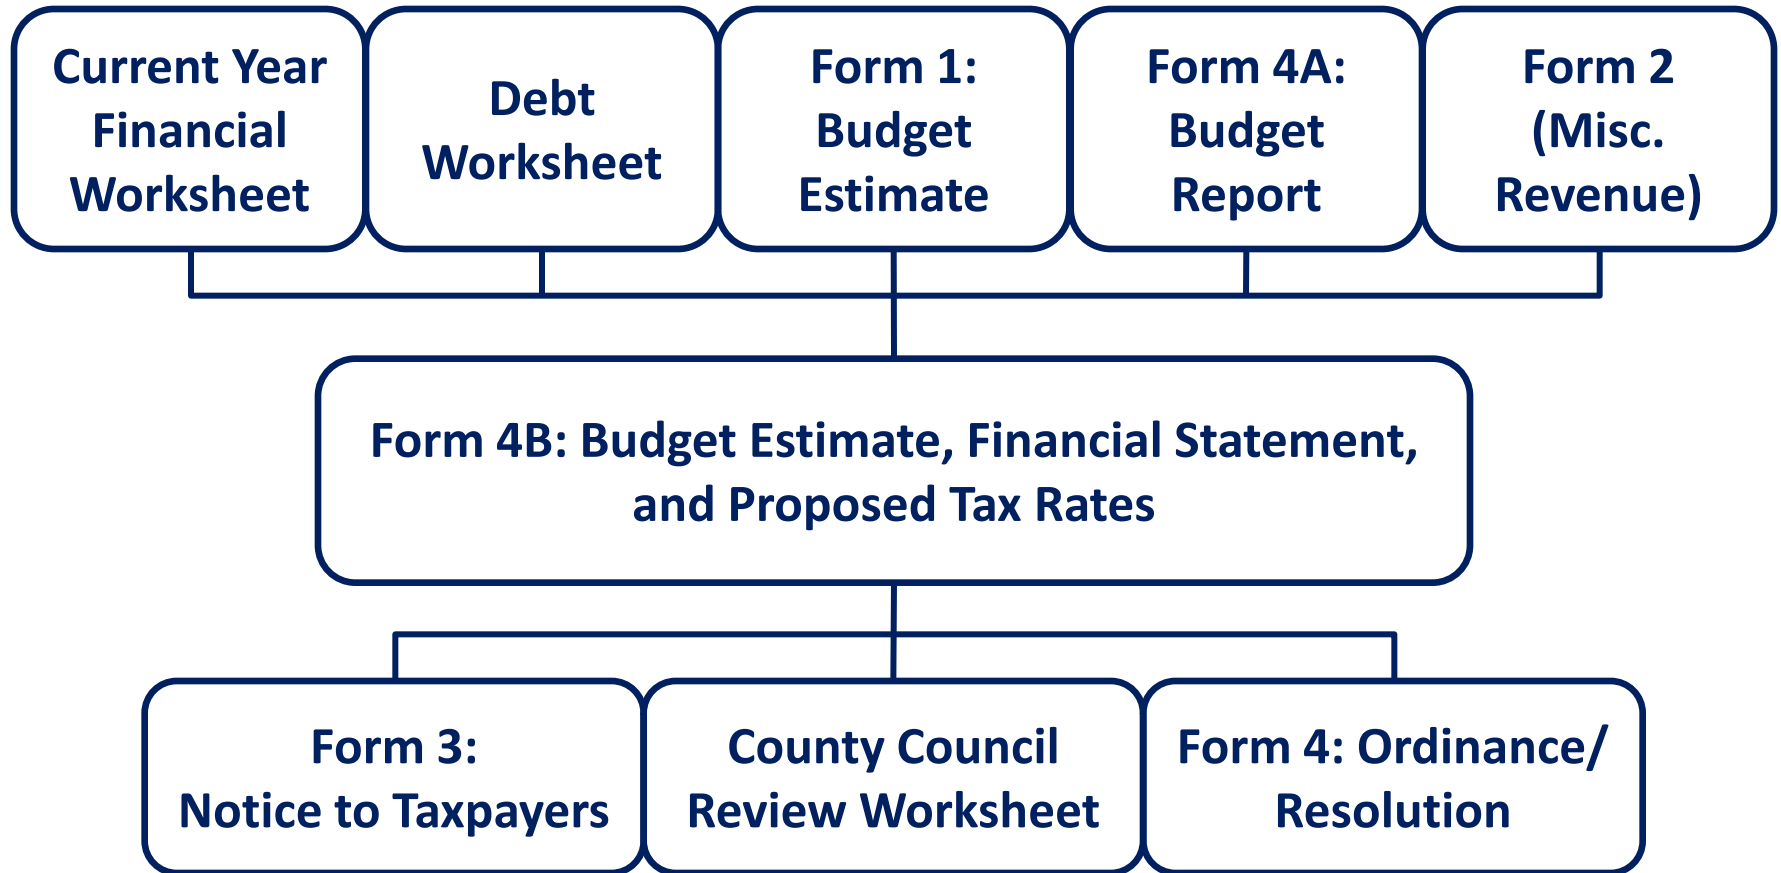 Current Year
Financial
Worksheet
Debt
Worksheet
Form 1:
Budget
Estimate
Form 4A:
Budget
Report
Form 2
(Misc.
Revenue)
Form 4B: Budget Estimate, Financial Statement,
and Proposed Tax Rates
Form 3:
Notice to Taxpayers
County Council
Review Worksheet
Form 4: Ordinance/
Resolution